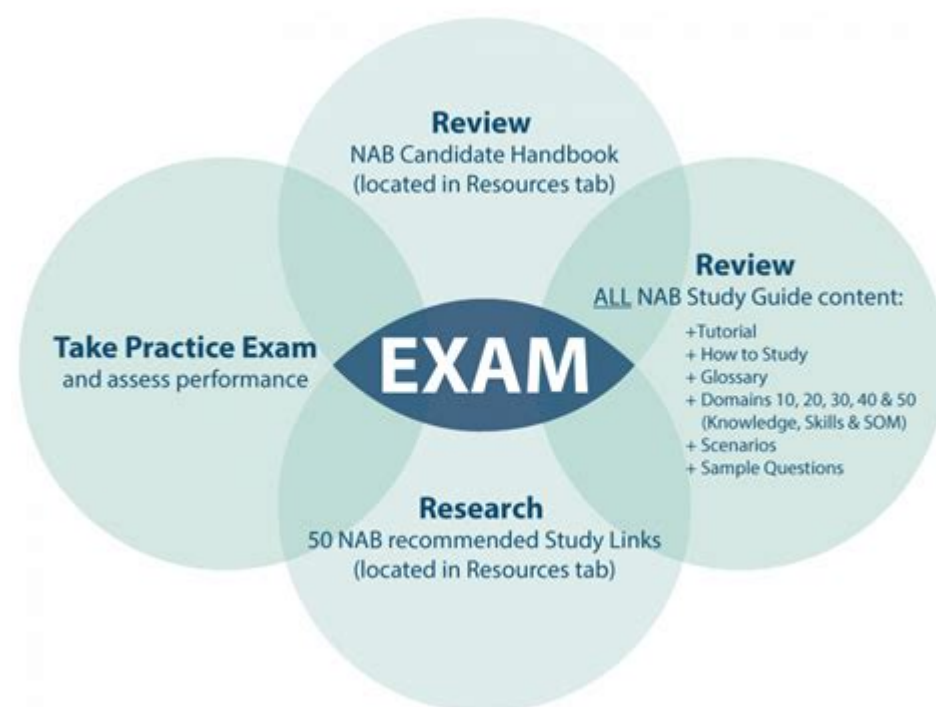 Review
NAB Candidate Handbook
(located in Resources tab)
Take Practice Exam
and assess performance
EXAM
Review
ALL NAB Study Guide content:
+Tutorial
+ How to Study
+ Glossary
+ Domains 10, 20, 30, 40 & 50
(Knowledge, Skills & SOM)
+ Scenarios
+ Sample Questions
Research
50 NAB recommended Study Links
(located in Resources tab)